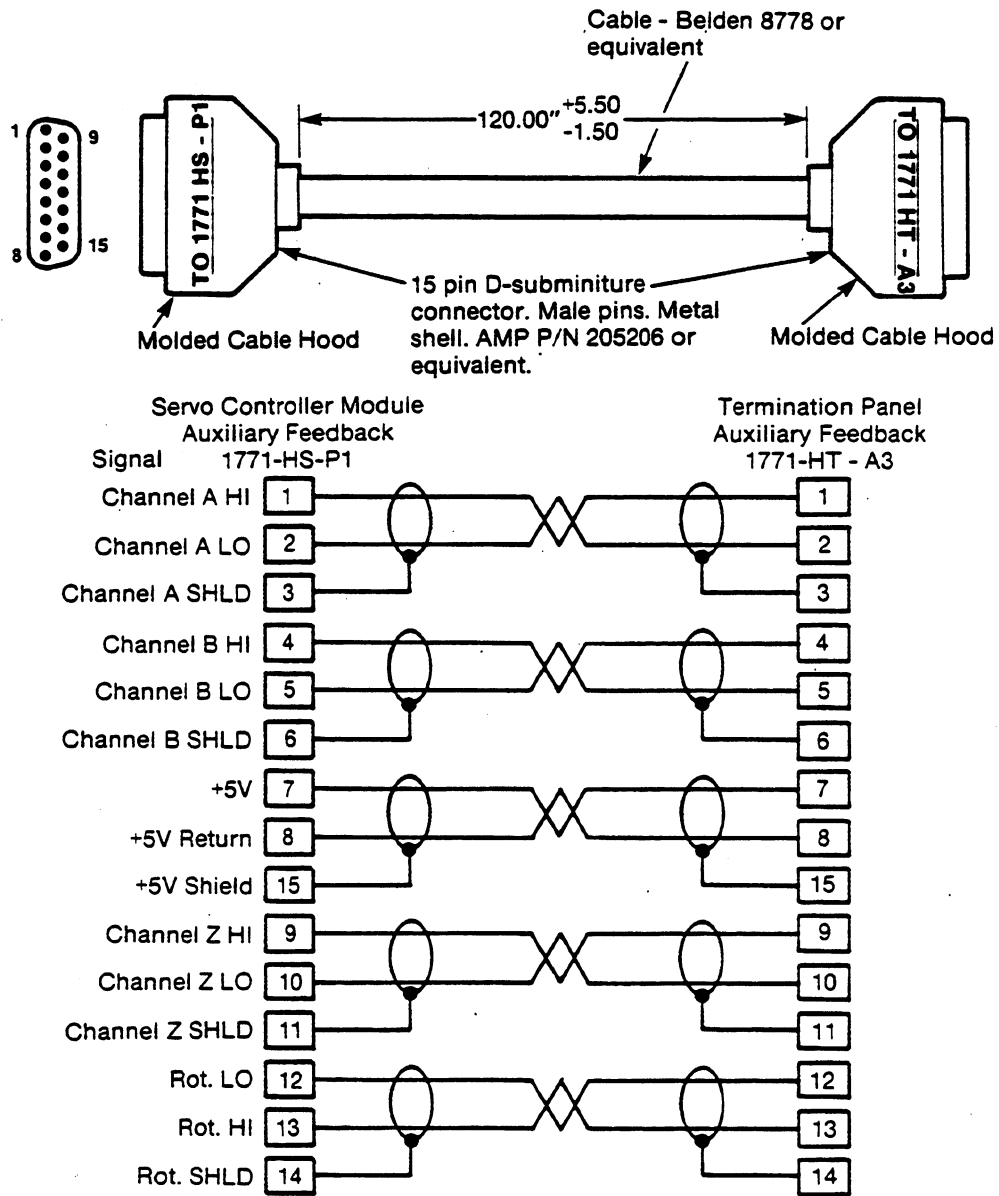 Cable - Belden 8778 or
equivalent
120.00" +5.50
-1.50
1
9
8
15
TO 1771 HS - P1
TO 1771 HT - A3
15 pin D-subminiture
connector. Male pins. Metal
shell. AMP P/N 205206 or
equivalent.
Molded Cable Hood
Molded Cable Hood
Servo Controller Module
Auxiliary Feedback
Signal 1771-HS-P1
Termination Panel
Auxiliary Feedback
1771-HT - A3
Channel A HI 1 1
Channel A LO 2 2
Channel A SHLD 3 3
Channel B HI 4 4
Channel B LO 5 5
Channel B SHLD 6 6
+5V 7 7
+5V Return 8 8
+5V Shield 15 15
Channel Z HI 9 9
Channel Z LO 10 10
Channel Z SHLD 11 11
Rot. LO 12 12
Rot. HI 13 13
Rot. SHLD 14 14